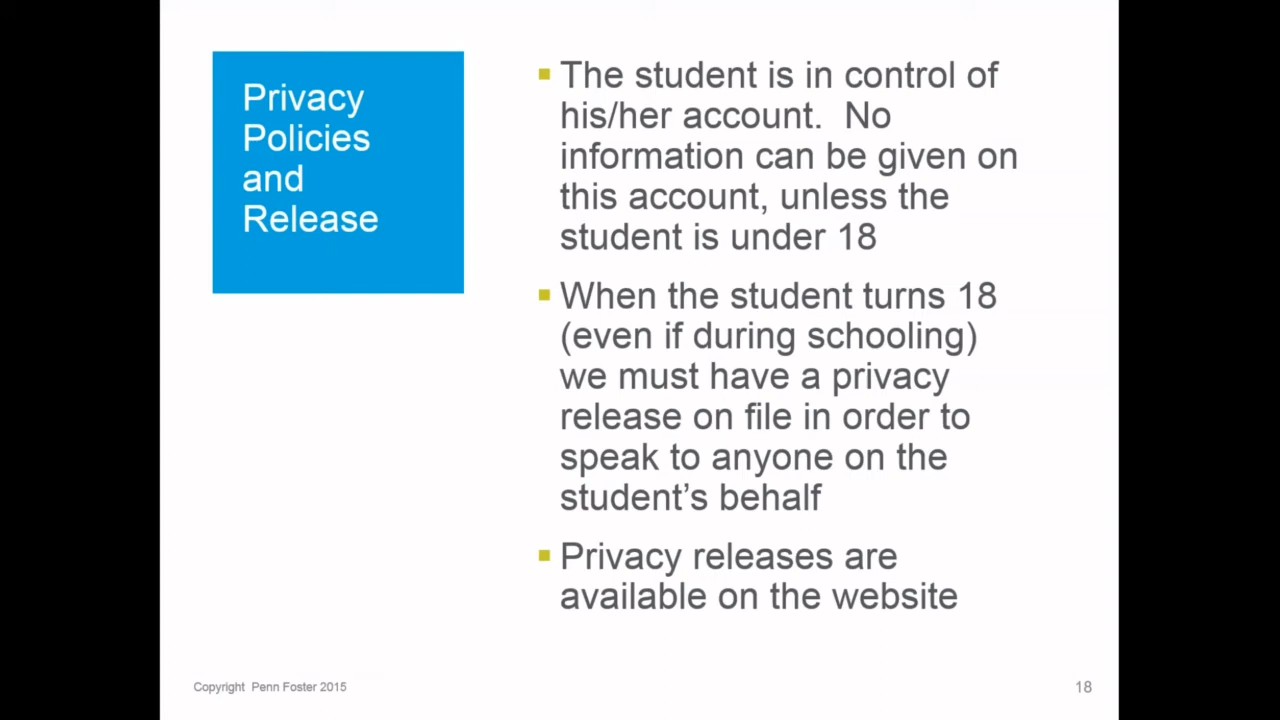 Privacy
Policies
and
Release
▪ The student is in control of
his/her account.  No
information can be given on
this account, unless the
student is under 18
▪ When the student turns 18
(even if during schooling)
we must have a privacy
release on file in order to
speak to anyone on the
student’s behalf
▪ Privacy releases are
available on the website
Copyright  Penn Foster 2015
18